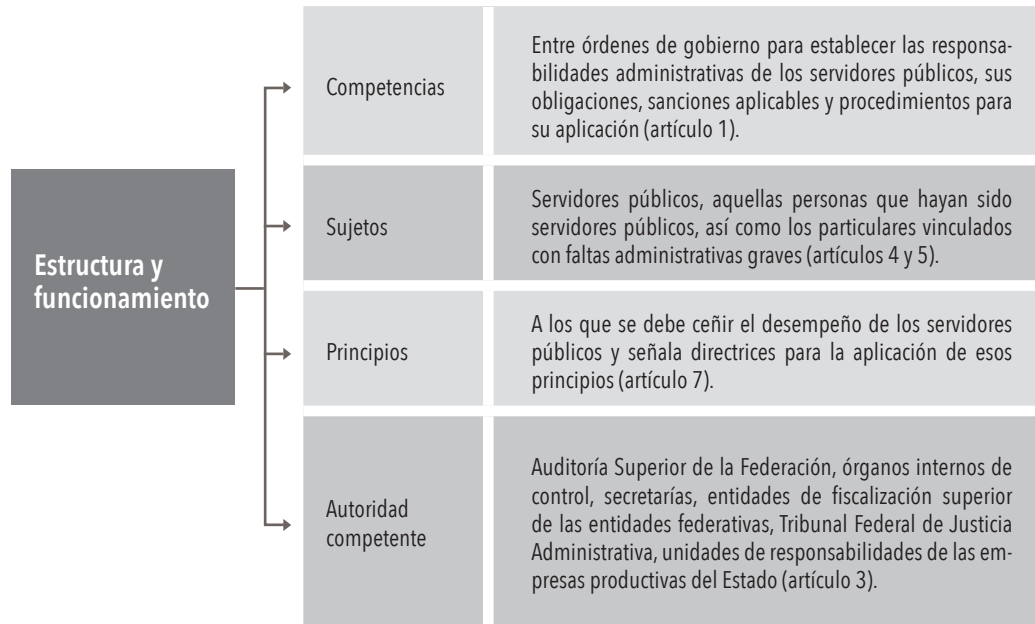 Estructura y
funcionamiento
Competencias
Entre órdenes de gobierno para establecer las responsa-
bilidades administrativas de los servidores públicos, sus
obligaciones, sanciones aplicables y procedimientos para
su aplicación (artículo 1).
Sujetos
Servidores públicos, aquellas personas que hayan sido
servidores públicos, así como los particulares vinculados
con faltas administrativas graves (artículos 4 y 5).
Principios
A los que se debe ceñir el desempeño de los servidores
públicos y señala directrices para la aplicación de esos
principios (artículo 7).
Autoridad
competente
Auditoría Superior de la Federación, órganos internos de
control, secretarías, entidades de fiscalización superior
de las entidades federativas, Tribunal Federal de Justicia
Administrativa, unidades de responsabilidades de las em-
presas productivas del Estado (artículo 3).